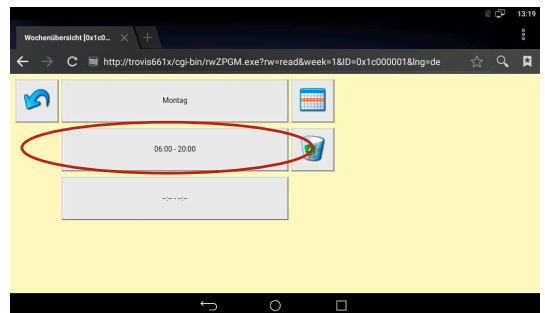 13:19
Wochenübersicht [0x1c0...
http://trovis661x/cgi-bin/rwZPGM.exe?rw=read&week=1&ID=0x1c000001&lng=de
Montag
06:00 - 20:00
--:-- - --:--